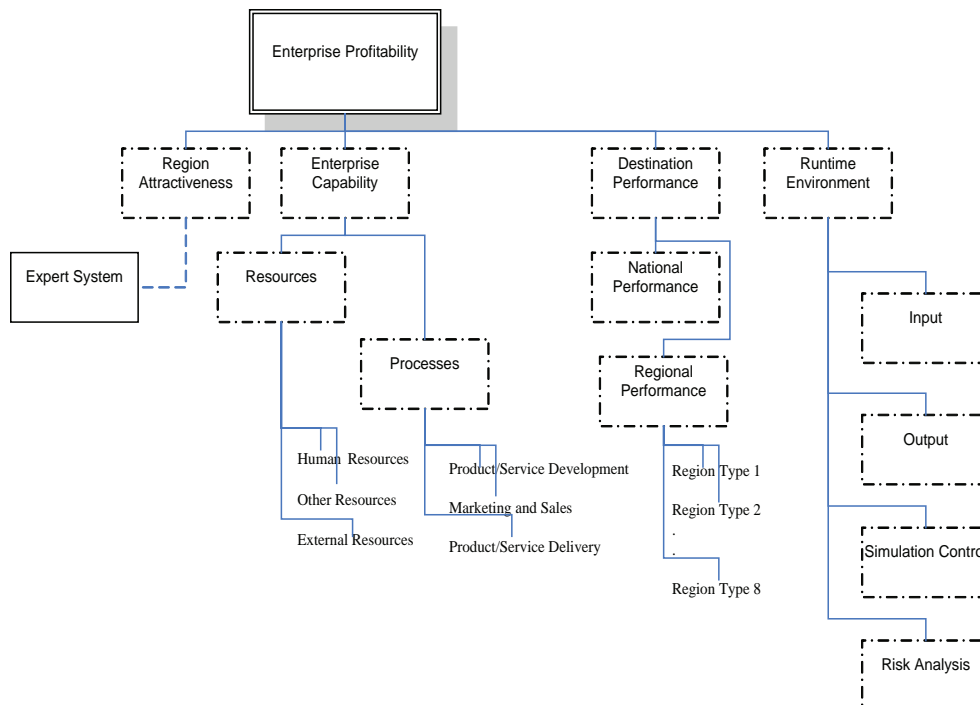 Enterprise Profitability
Region
Attractiveness
Enterprise
Capability
Destination
Performance
Runtime
Environment
Expert System
Resources
National
Performance
Input
Processes
Regional
Performance
Output
Human Resources
Other Resources
External Resources
Product/Service Development
Marketing and Sales
Product/Service Delivery
Region Type 1
Region Type 2
.
.
Region Type 8
Simulation Contro
Risk Analysis